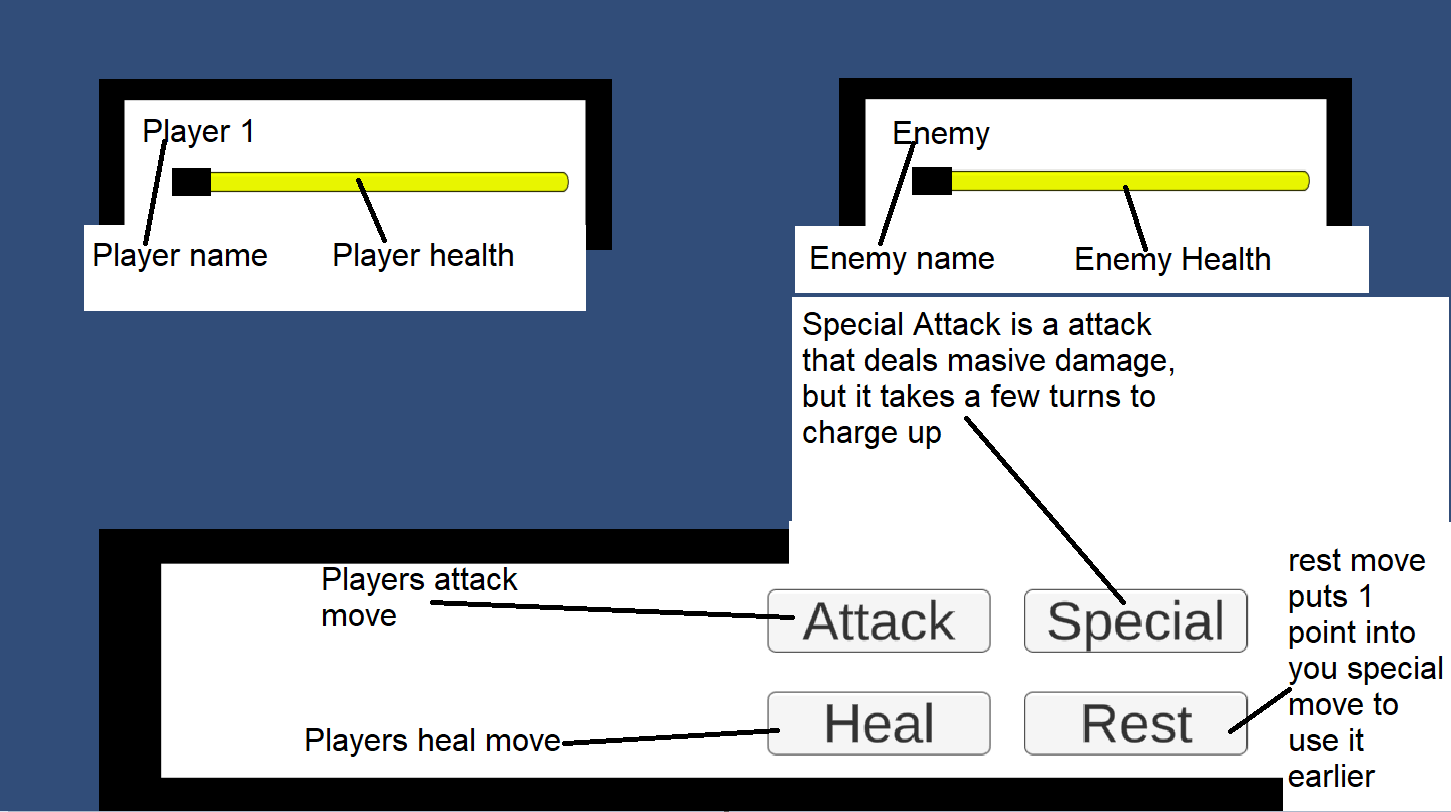 Player 1
Player name
Player health
Enemy
Enemy name
Enemy Health
Special Attack is a attack
that deals masive damage,
but it takes a few turns to
charge up
Players attack
move
Attack
Special
Players heal move
Heal
Rest
rest move
puts 1
point into
you special
move to
use it
earlier